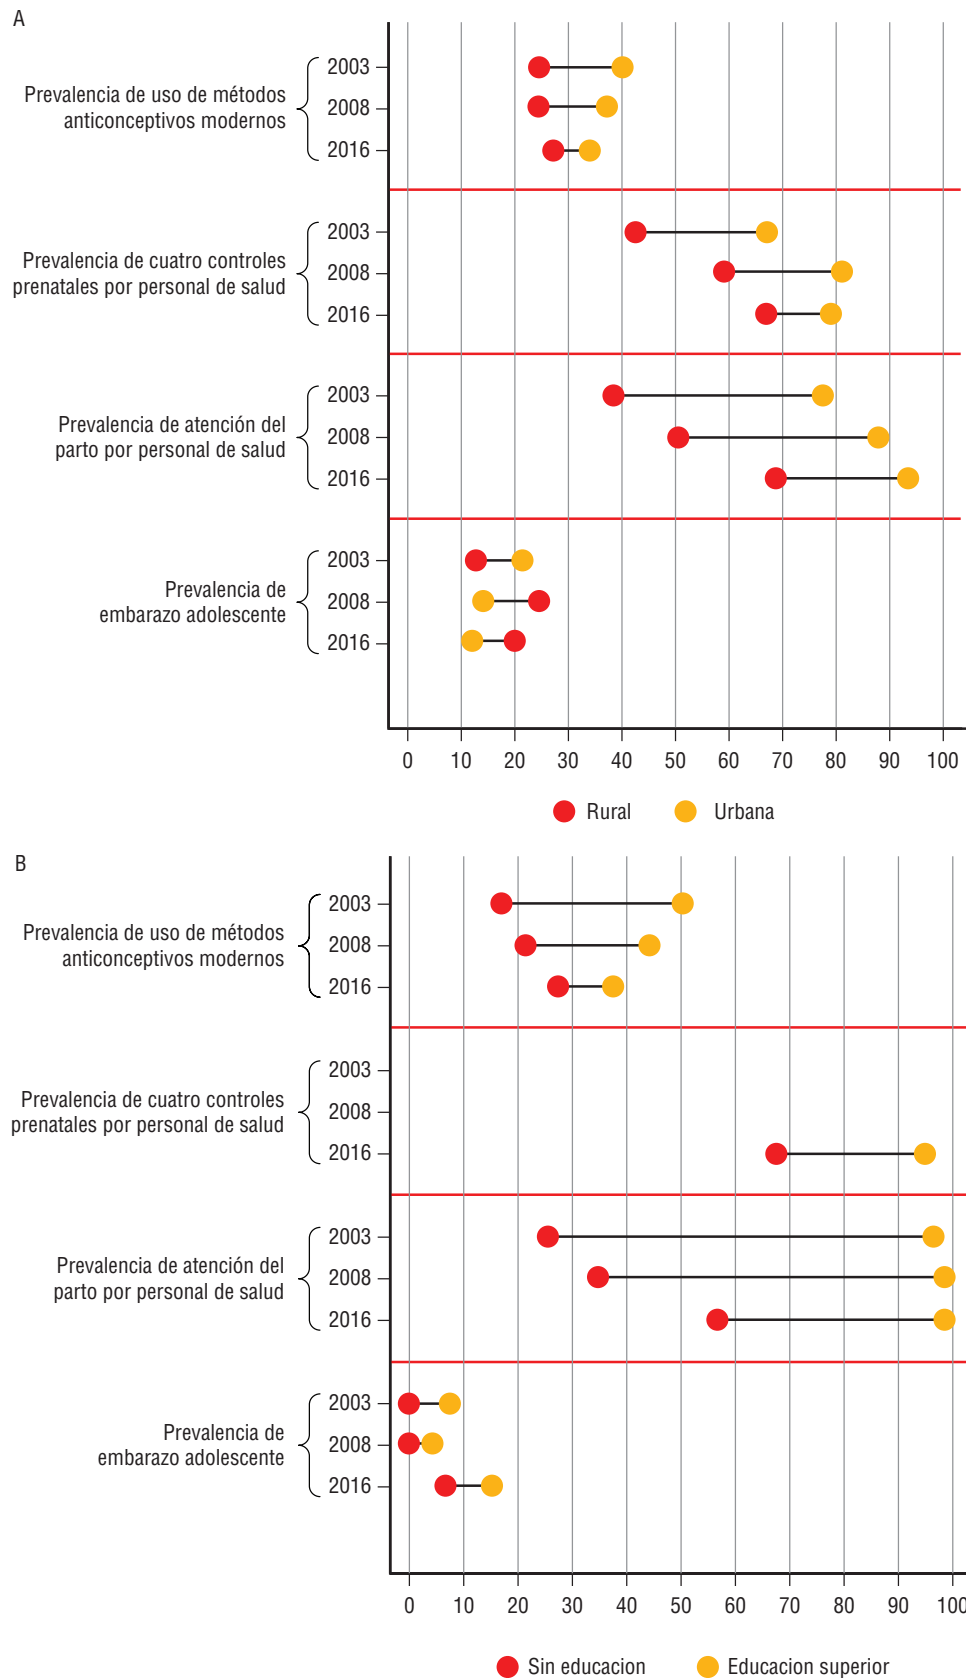 A
2003
Prevalencia de uso de métodos
anticonceptivos modernos
2008
2016
2003
Prevalencia de cuatro controles
prenatales por personal de salud
2008
2016
2003
Prevalencia de atención del
parto por personal de salud
2008
2016
2003
Prevalencia de
embarazo adolescente
2008
2016
0 10 20 30 40 50 60 70 80 90 100
Rural Urbana
B
2003
Prevalencia de uso de métodos
anticonceptivos modernos
2008
2016
2003
Prevalencia de cuatro controles
prenatales por personal de salud
2008
2016
2003
Prevalencia de atención del
parto por personal de salud
2008
2016
2003
Prevalencia de
embarazo adolescente
2008
2016
0 10 20 30 40 50 60 70 80 90 100
Sin educacion Educacion superior